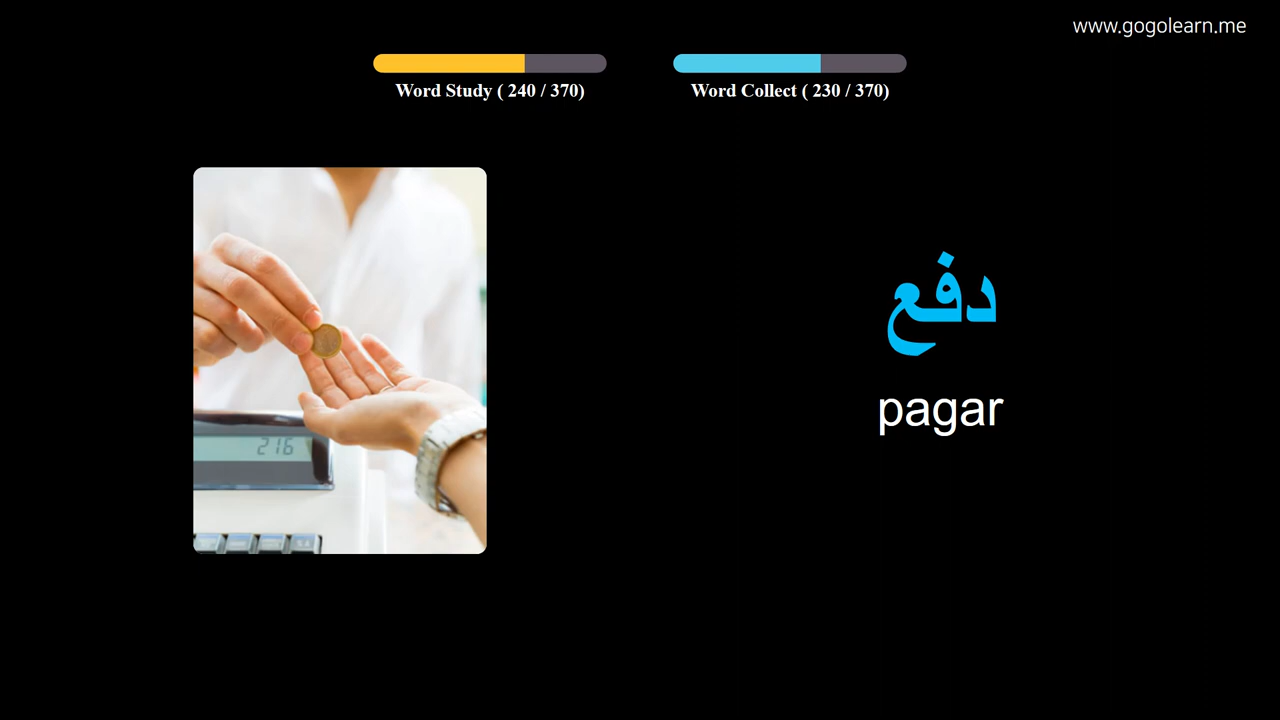 www.gogolearn.me
Word Study ( 240 / 370)
Word Collect ( 230 / 370)
216
دفع
pagar